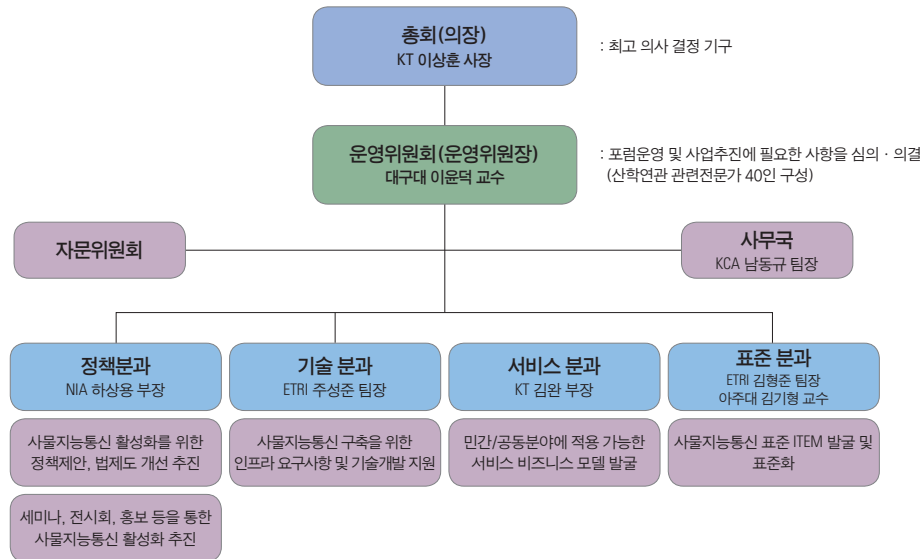 총회(의장)
KT 이상훈 사장
: 최고 의사 결정 기구
운영위원회(운영위원장)
대구대 이윤덕 교수
: 포럼운영 및 사업추진에 필요한 사항을 심의 · 의결
(산학연관 관련전문가 40인 구성)
자문위원회
사무국
KCA 남동규 팀장
정책분과
NIA 하상용 부장
기술 분과
ETRI 주성준 팀장
서비스 분과
KT 김완 부장
표준 분과
ETRI 김형준 팀장
아주대 김기형 교수
사물지능통신 활성화를 위한
정책제안, 법제도 개선 추진
사물지능통신 구축을 위한
인프라 요구사항 및 기술개발 지원
민간/공동분야에 적용 가능한
서비스 비즈니스 모델 발굴
사물지능통신 표준 ITEM 발굴 및
표준화
세미나, 전시회, 홍보 등을 통한
사물지능통신 활성화 추진